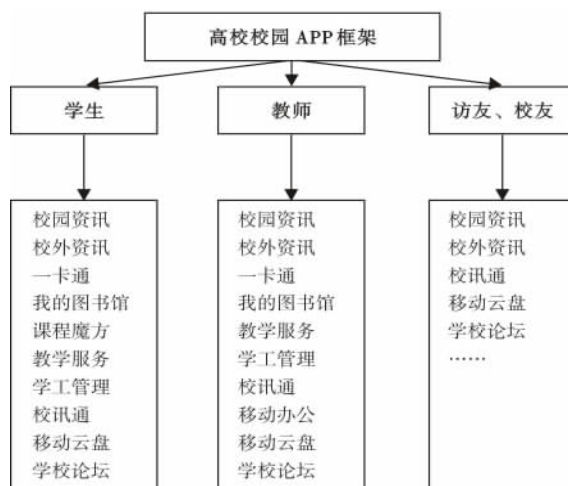 高校校园 APP 框架
学生
教师
访友、校友
校园资讯
校外资讯
一卡通
我的图书馆
课程魔方
教学服务
学工管理
校讯通
移动云盘
学校论坛
校园资讯
校外资讯
一卡通
我的图书馆
教学服务
学工管理
校讯通
移动办公
移动云盘
学校论坛
校园资讯
校外资讯
校讯通
移动云盘
学校论坛
……